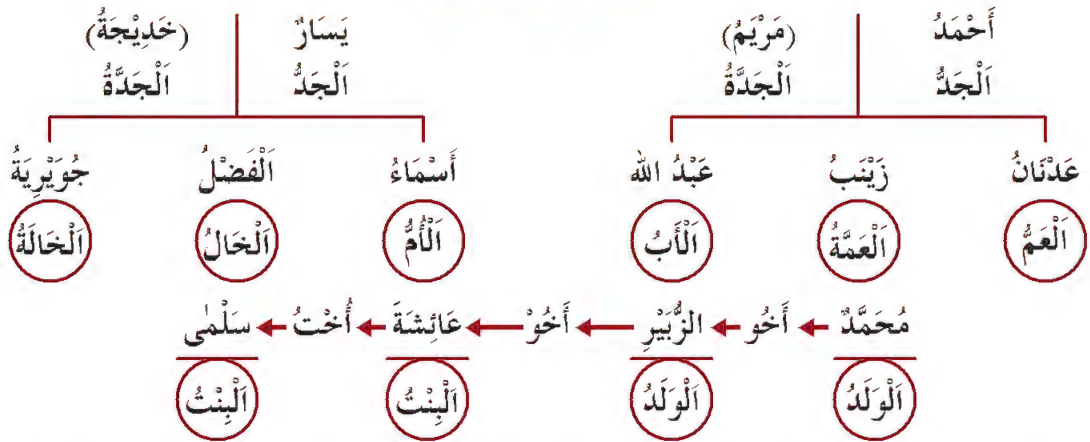 أَحْمَدُ (مَرْيَمُ) يَسَارٌ (خَدِيْجَةُ)
اَلْجَدُّ اَلْجَدَّةُ اَلْجَدُّ اَلْجَدَّةُ
عَدْنَانُ زَيْنَبُ عَبْدُ الله أَسْمَاءُ اَلْفَضْلُ جُوَيْرِيَةُ
اَلْعَمُّ اَلْعَمَّةُ اَلْأَبُ اَلْأُمُّ اَلْخَالُ اَلْخَالَةُ
مُحَمَّدٌ أَخُو الزُّبَيْرِ أَخُوْ عَائِشَةَ أُخْتُ سَلْمٰى
اَلْوَلَدُ اَلْوَلَدُ اَلْبِنْتُ اَلْبِنْتُ